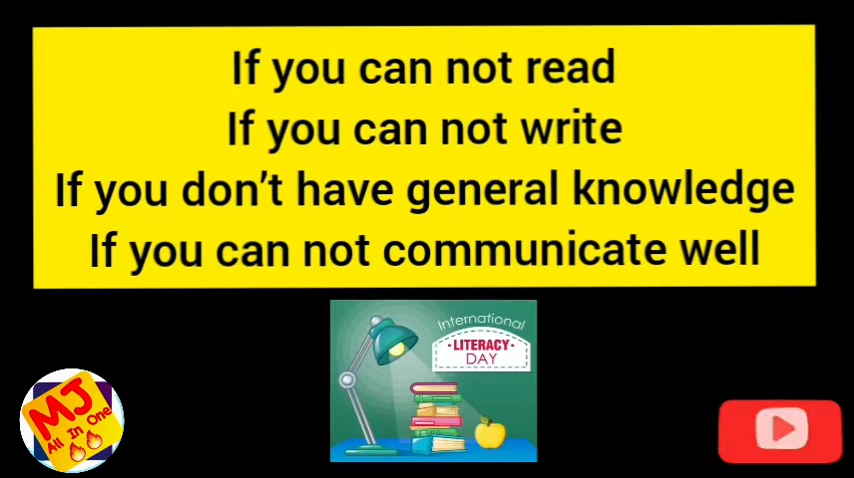 If you can not read
If you can not write
If you don't have general knowledge
If you can not communicate well
International
•LITERACY•
DAY
MJ
All In One